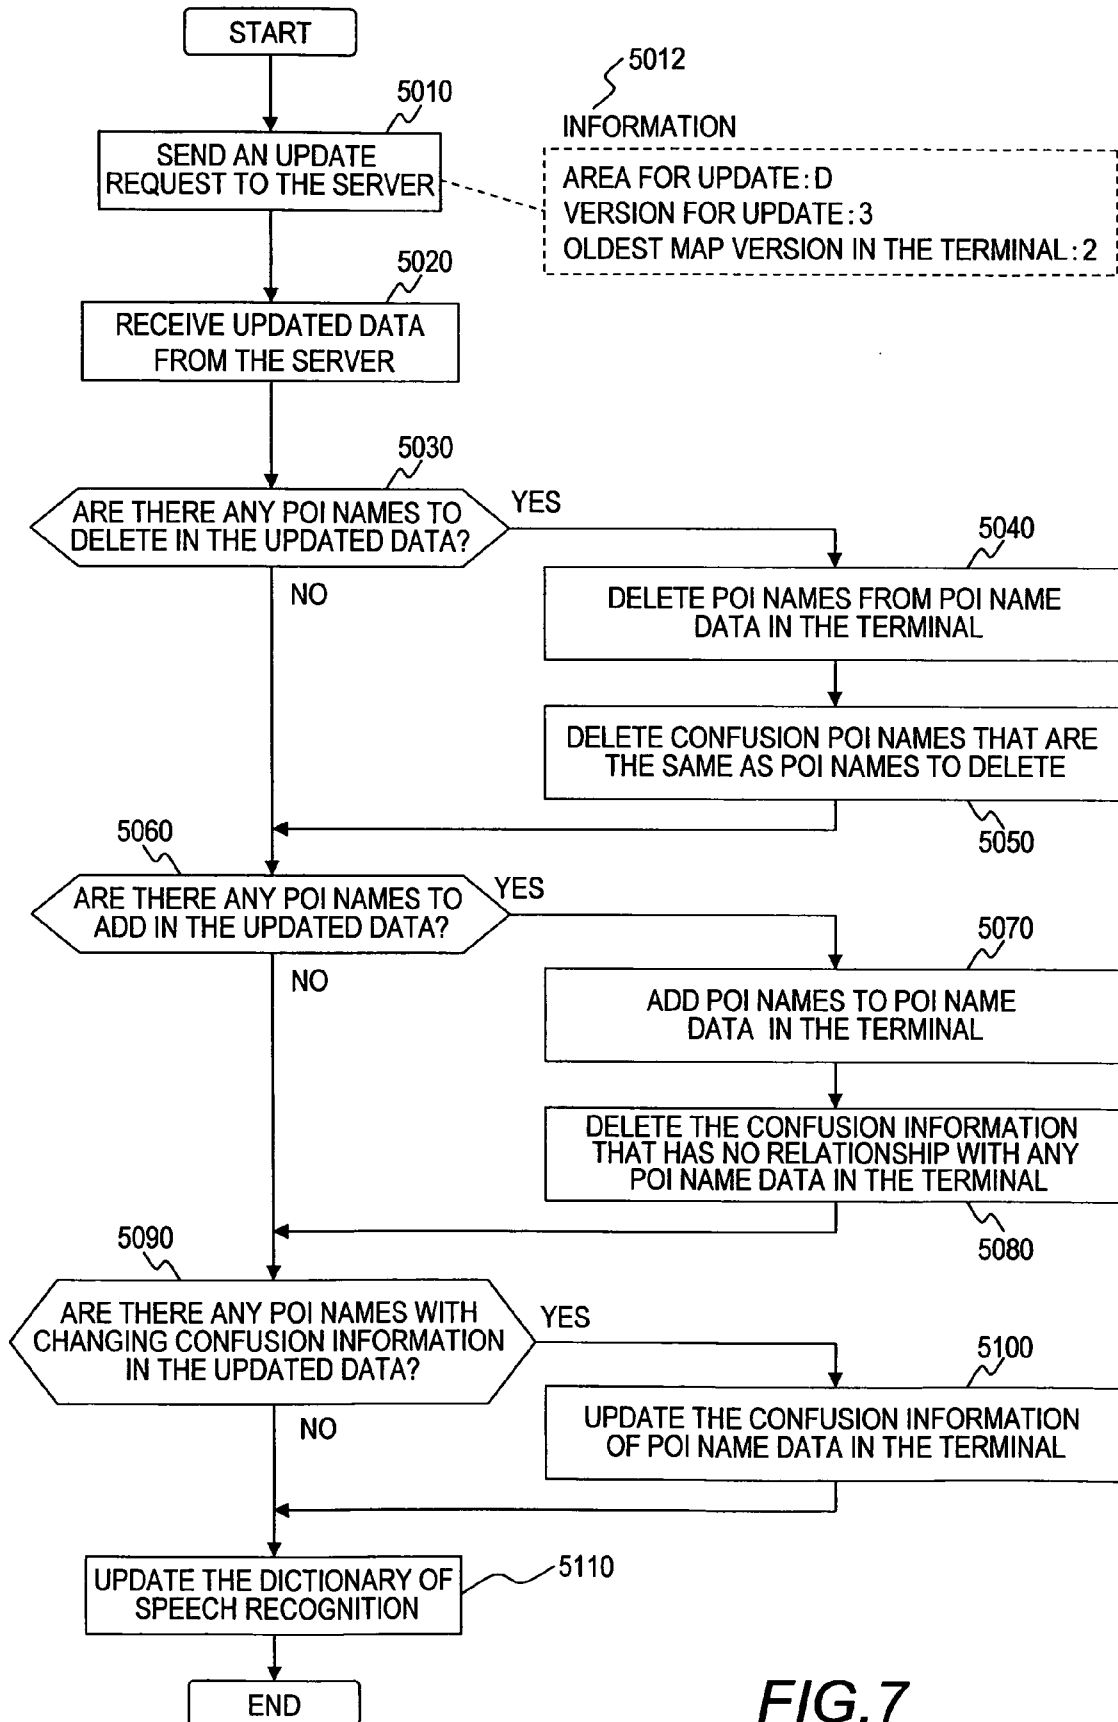 START
5012
5010
INFORMATION
SEND AN UPDATE
REQUEST TO THE SERVER
AREA FOR UPDATE: D
VERSION FOR UPDATE: 3
OLDEST MAP VERSION IN THE TERMINAL: 2
5020
RECEIVE UPDATED DATA
FROM THE SERVER
5030
ARE THERE ANY POI NAMES TO
DELETE IN THE UPDATED DATA?
YES
NO
5040
DELETE POI NAMES FROM POI NAME
DATA IN THE TERMINAL
DELETE CONFUSION POI NAMES THAT ARE
THE SAME AS POI NAMES TO DELETE
5050
5060
ARE THERE ANY POI NAMES TO
ADD IN THE UPDATED DATA?
YES
NO
5070
ADD POI NAMES TO POI NAME
DATA IN THE TERMINAL
DELETE THE CONFUSION INFORMATION
THAT HAS NO RELATIONSHIP WITH ANY
POI NAME DATA IN THE TERMINAL
5080
5090
ARE THERE ANY POI NAMES WITH
CHANGING CONFUSION INFORMATION
IN THE UPDATED DATA?
YES
NO
5100
UPDATE THE CONFUSION INFORMATION
OF POI NAME DATA IN THE TERMINAL
UPDATE THE DICTIONARY OF
SPEECH RECOGNITION
5110
END
FIG.7